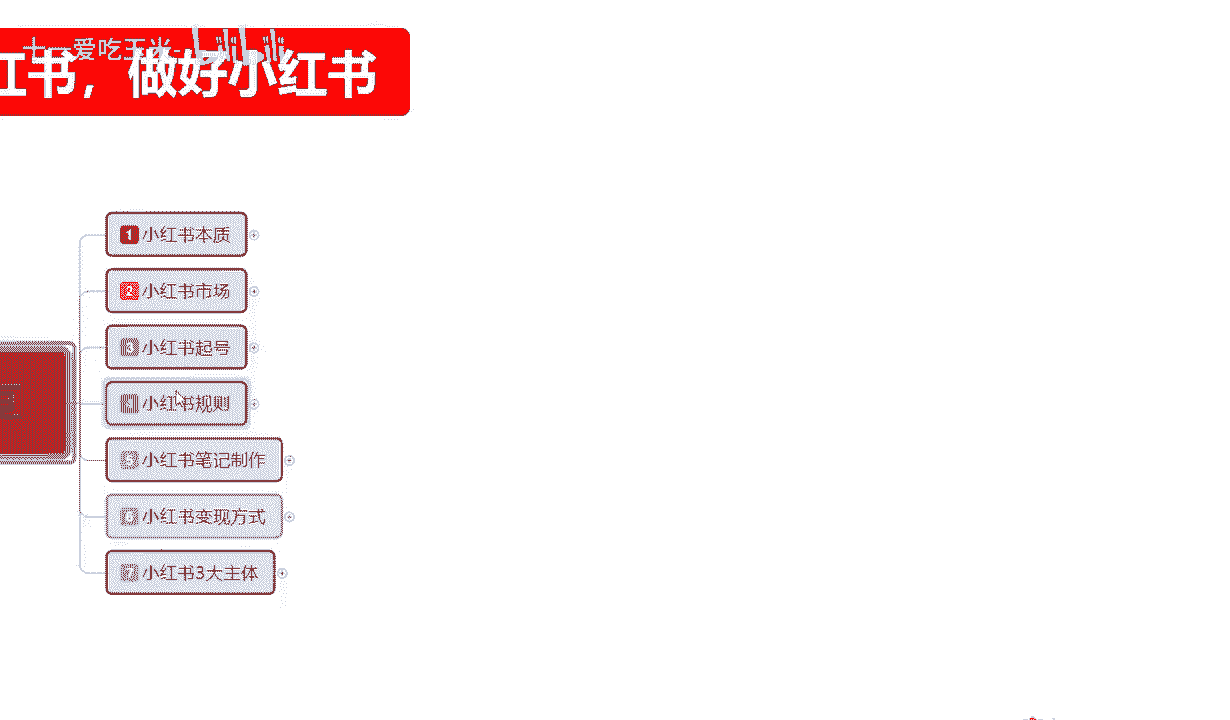 十一爱吃玉米- bilibili
红书，做好小红书
1 小红书本质
2 小红书市场
3 小红书起号
4 小红书规则
5 小红书笔记制作
6 小红书变现方式
7 小红书3大主体